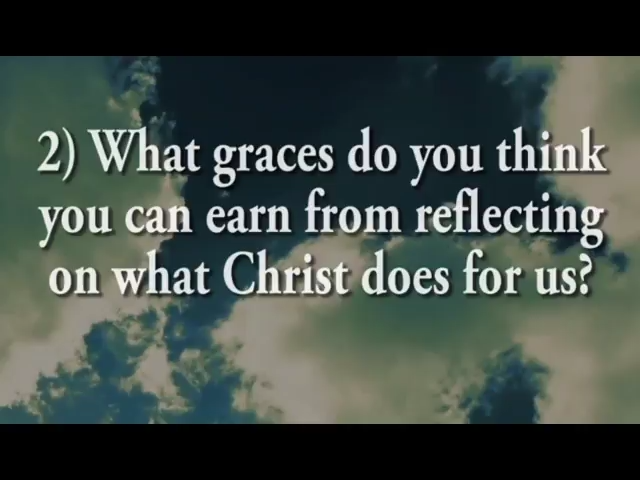 2) What graces do you think
you can earn from reflecting
on what Christ does for us?